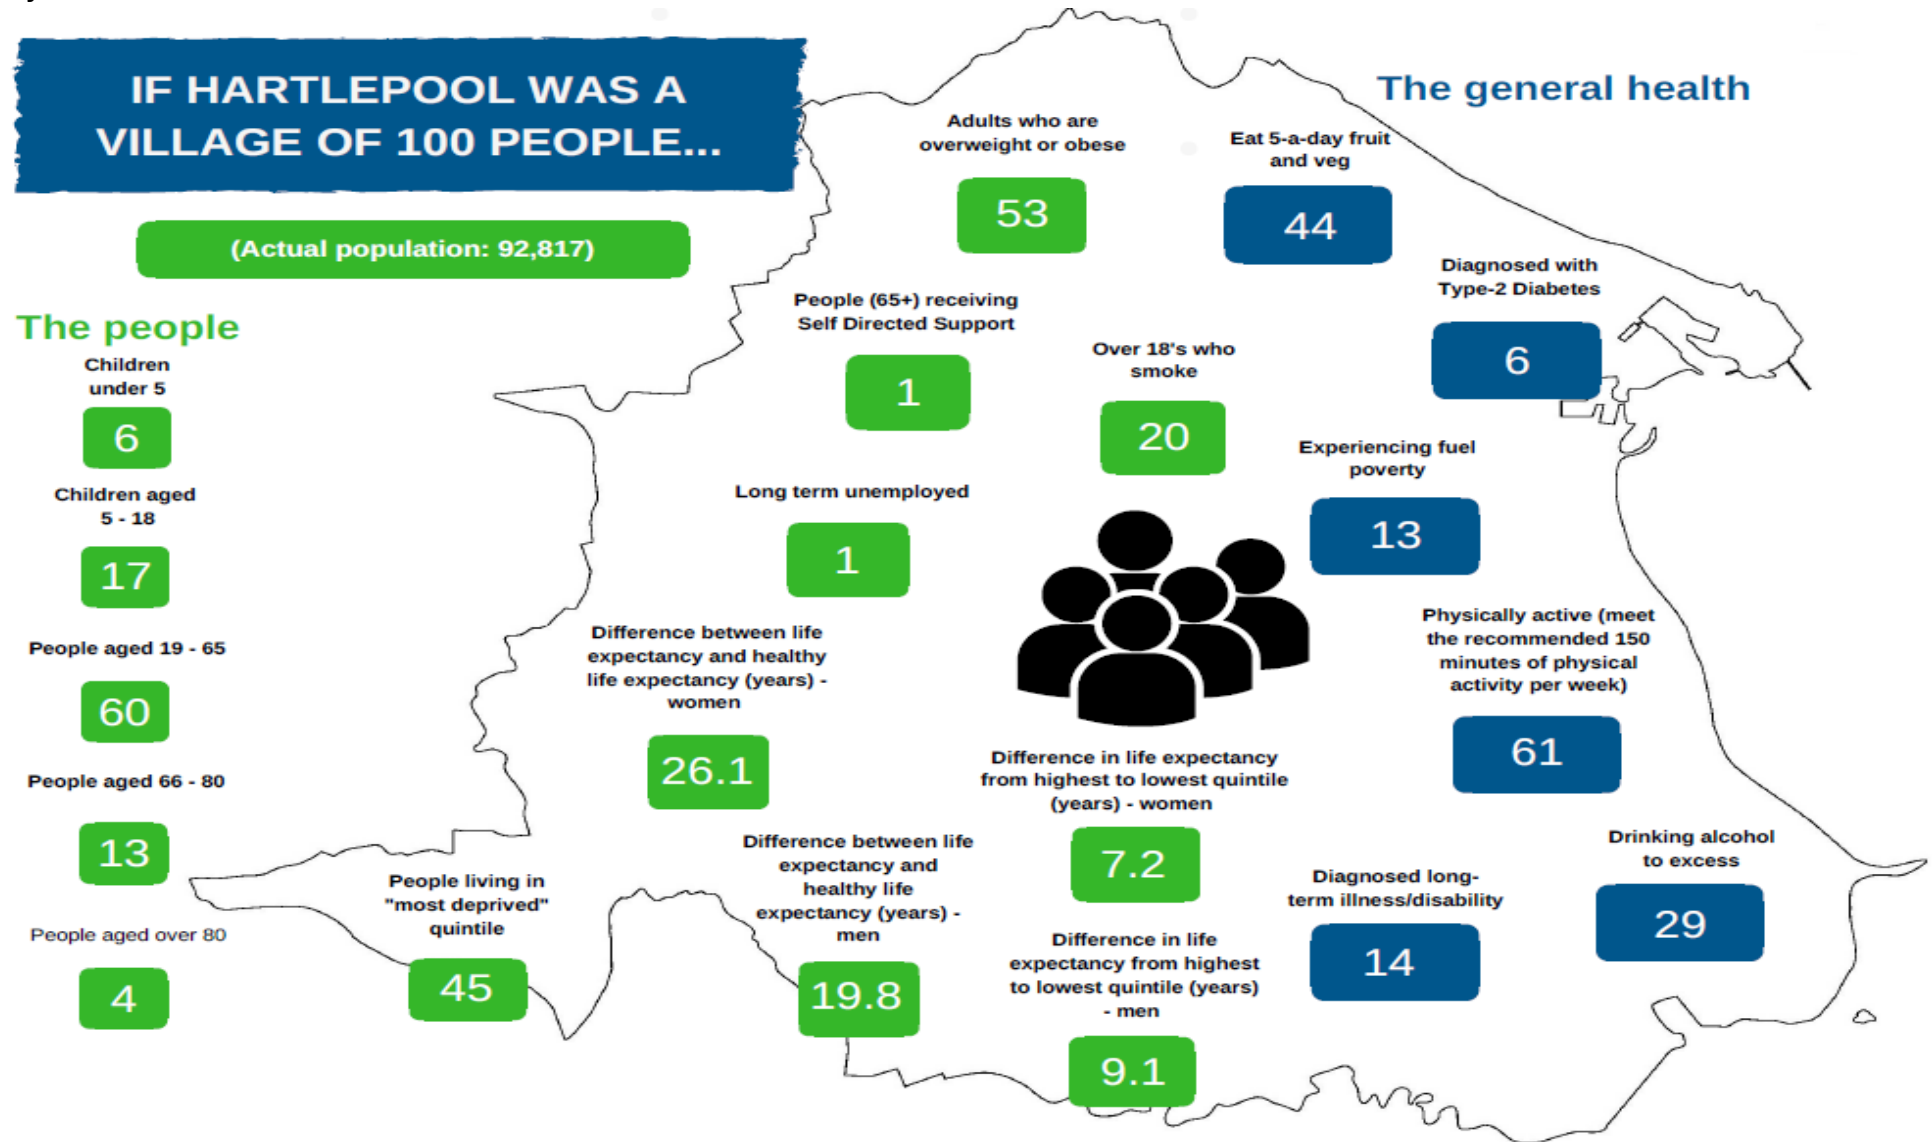 IF HARTLEPOOL WAS A
VILLAGE OF 100 PEOPLE...
(Actual population: 92,817)
The people
Children
under 5
6
Children aged
5 - 18
17
People aged 19 - 65
60
People aged 66 - 80
13
People aged over 80
4
The general health
Adults who are
overweight or obese
53
Eat 5-a-day fruit
and veg
44
Diagnosed with
Type-2 Diabetes
6
People (65+) receiving
Self Directed Support
1
Over 18's who
smoke
20
Experiencing fuel
poverty
13
Long term unemployed
1
Physically active (meet
the recommended 150
minutes of physical
activity per week)
61
Difference between life
expectancy and healthy
life expectancy (years) -
women
26.1
Difference in life expectancy
from highest to lowest quintile
(years) - women
7.2
Drinking alcohol
to excess
29
Difference between life
expectancy and
healthy life
expectancy (years) -
men
19.8
People living in
"most deprived"
quintile
45
Diagnosed long-
term illness/disability
14
Difference in life
expectancy from highest
to lowest quintile (years)
- men
9.1